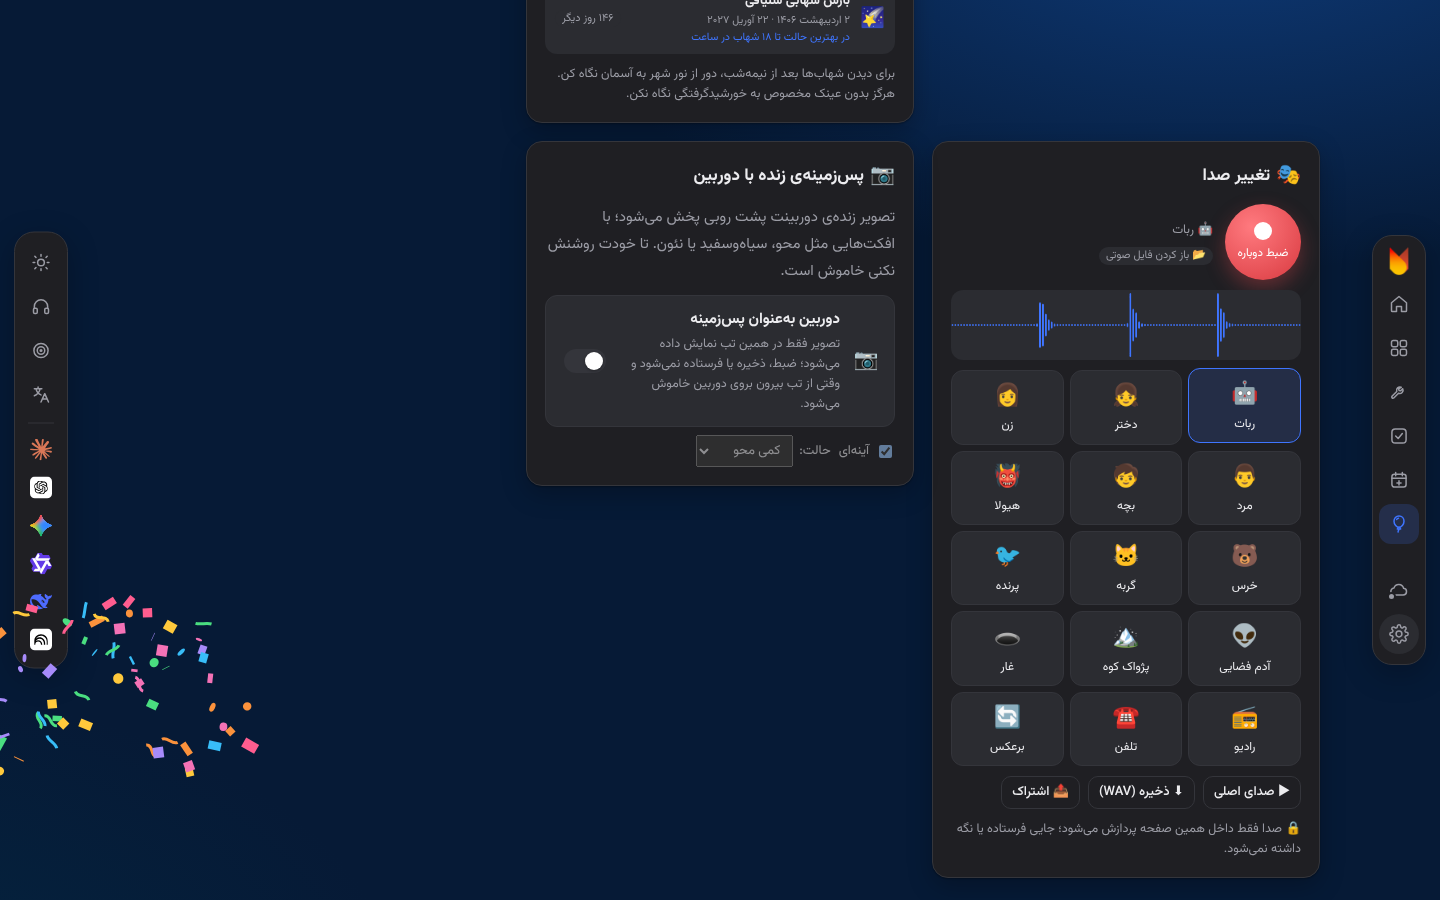 بارش شهابی شلیاقی
۲ اردیبهشت ۱۴۰۶ · ۲۲ آوریل ۲۰۲۷
۱۴۶ روز دیگر
در بهترین حالت تا ۱۸ شهاب در ساعت
برای دیدن شهاب‌ها بعد از نیمه‌شب، دور از نور شهر به آسمان نگاه کن.
هرگز بدون عینک مخصوص به خورشیدگرفتگی نگاه نکن.
تغییر صدا
ضبط دوباره
ربات
باز کردن فایل صوتی
ربات
دختر
زن
مرد
بچه
هیولا
خرس
گربه
پرنده
آدم فضایی
پژواک کوه
غار
رادیو
تلفن
برعکس
صدای اصلی
ذخیره (WAV)
اشتراک
صدا فقط داخل همین صفحه پردازش می‌شود؛ جایی فرستاده یا نگه
داشته نمی‌شود.
پس‌زمینه‌ی زنده با دوربین
تصویر زنده‌ی دوربینت پشت روبی پخش می‌شود؛ با
افکت‌هایی مثل محو، سیاه‌وسفید یا نئون. تا خودت روشنش
نکنی خاموش است.
دوربین به‌عنوان پس‌زمینه
تصویر فقط در همین تب نمایش داده
می‌شود؛ ضبط، ذخیره یا فرستاده نمی‌شود و
وقتی از تب بیرون بروی دوربین خاموش
می‌شود.
آینه‌ای
حالت:
کمی محو